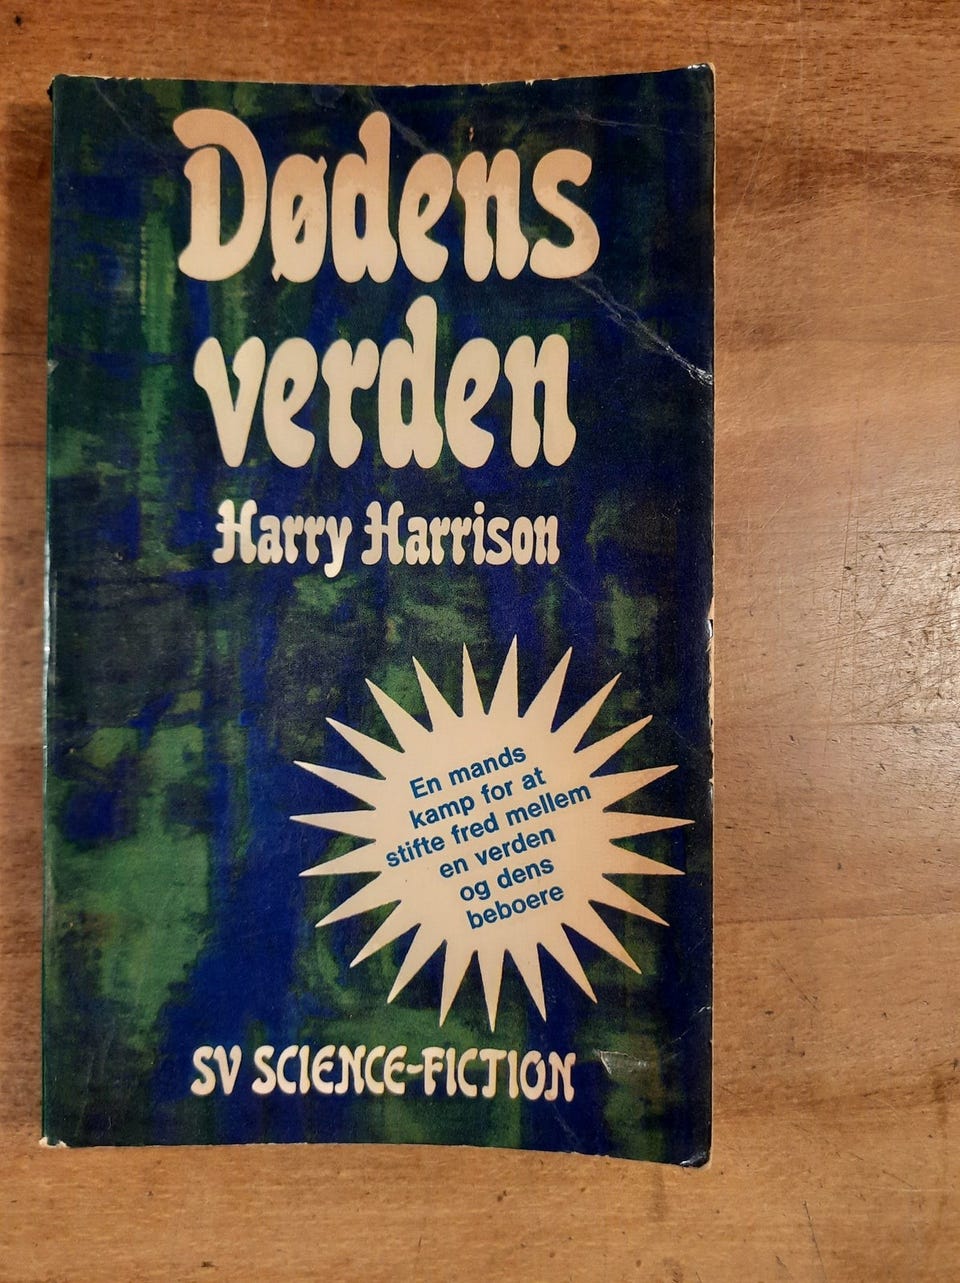 Dødens
verden
Harry Harrison
En mands
kamp for at
stifte fred mellem
en verden
og dens
beboere
SV SCIENCE-FICTION